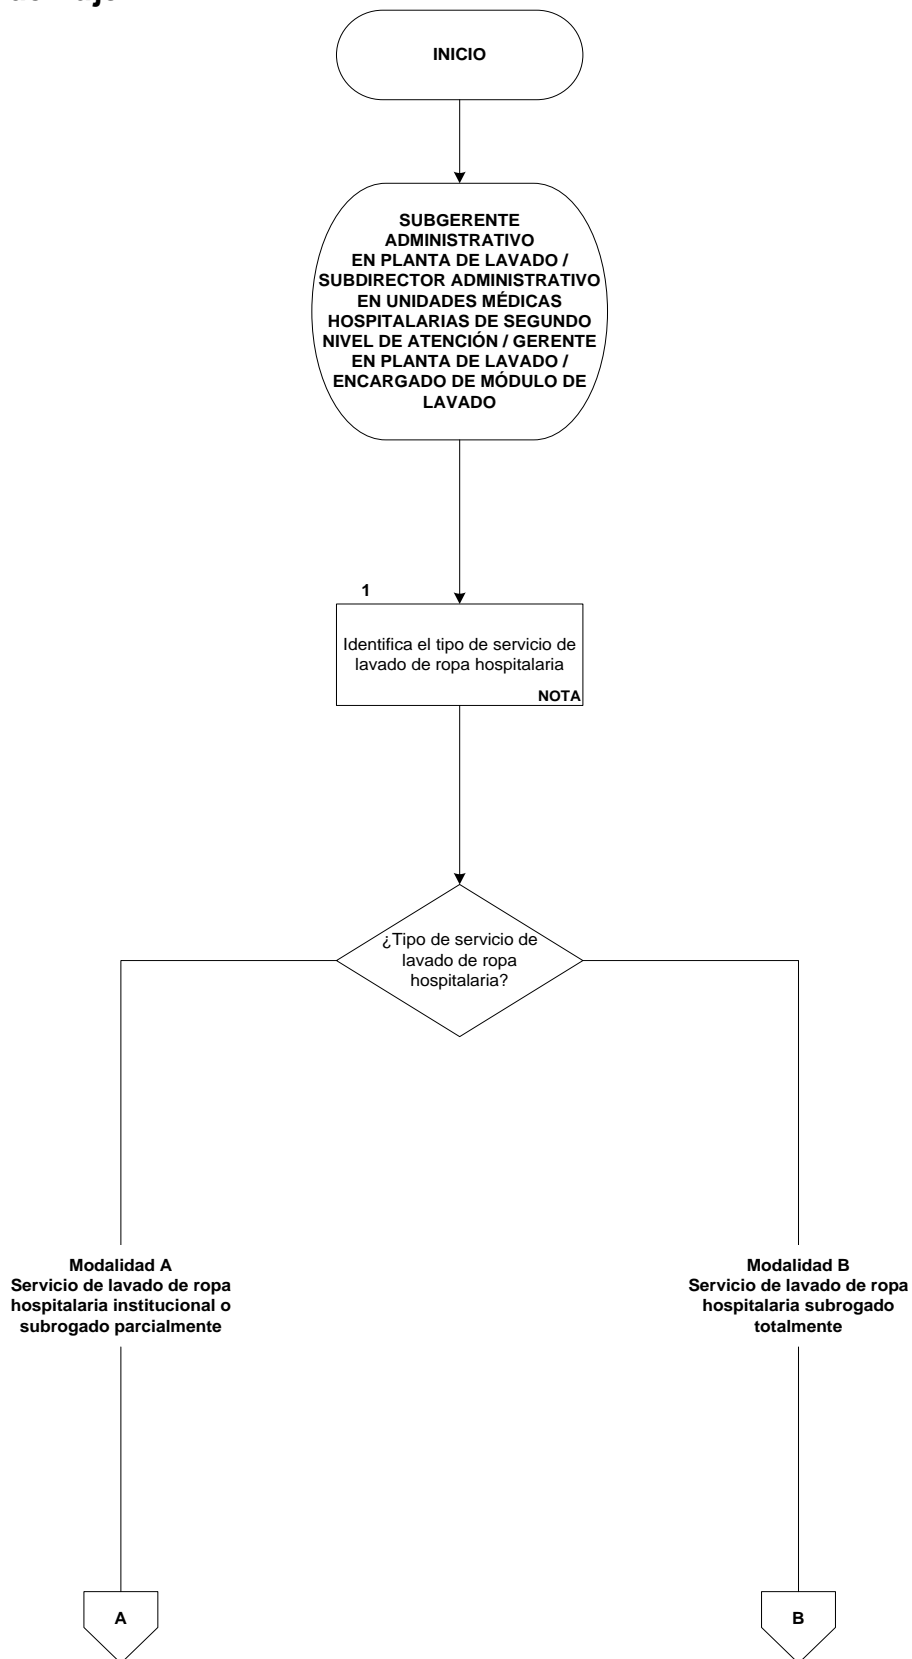 INICIO
SUBGERENTE
ADMINISTRATIVO
EN PLANTA DE LAVADO /
SUBDIRECTOR ADMINISTRATIVO
EN UNIDADES MÉDICAS
HOSPITALARIAS DE SEGUNDO
NIVEL DE ATENCIÓN / GERENTE
EN PLANTA DE LAVADO /
ENCARGADO DE MÓDULO DE
LAVADO
1
Identifica el tipo de servicio de
lavado de ropa hospitalaria
NOTA
¿Tipo de servicio de
lavado de ropa
hospitalaria?
Modalidad A
Servicio de lavado de ropa
hospitalaria institucional o
subrogado parcialmente
Modalidad B
Servicio de lavado de ropa
hospitalaria subrogado
totalmente
A
B